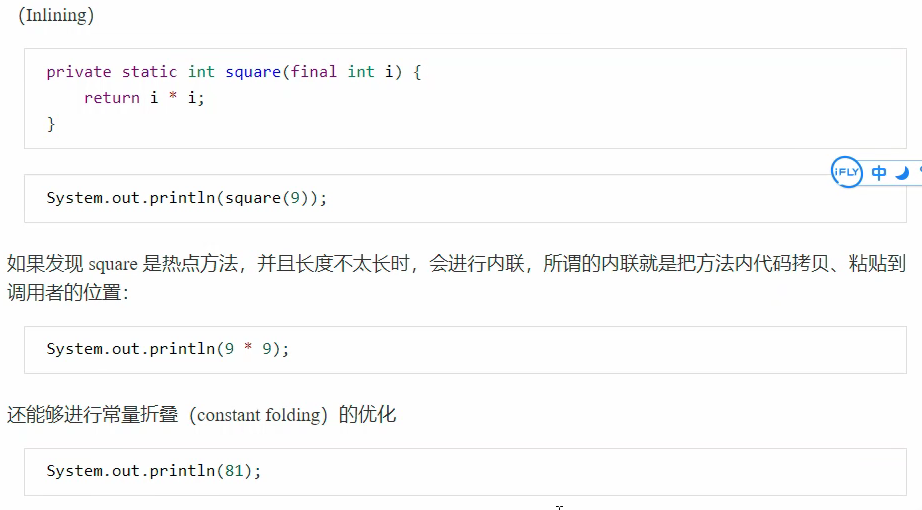 （Inlining）
private static int square(final int i) {
    return i * i;
}
iFLY 中
System.out.println(square(9));
如果发现 square 是热点方法，并且长度不太长时，会进行内联，所谓的内联就是把方法内代码拷贝、粘贴到
调用者的位置：
System.out.println(9 * 9);
还能够进行常量折叠（constant folding）的优化
System.out.println(81);